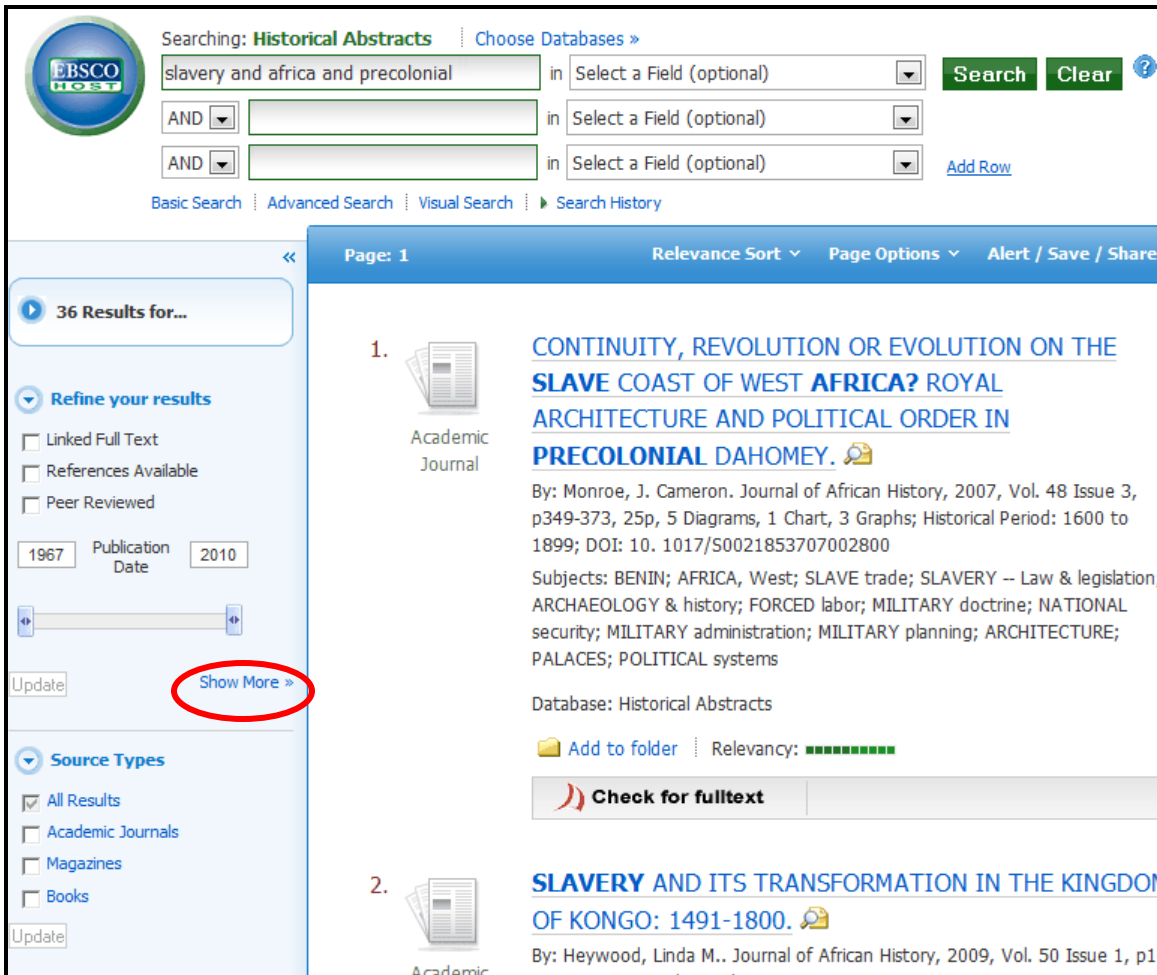 Searching: Historical Abstracts Choose Databases »
EBSCO
HOST
slavery and africa and precolonial in Select a Field (optional) Search Clear ?
AND in Select a Field (optional)
AND in Select a Field (optional) Add Row
Basic Search Advanced Search Visual Search Search History
«
Page: 1 Relevance Sort Page Options Alert / Save / Share
36 Results for...
Refine your results
Linked Full Text
References Available
Peer Reviewed
1967 Publication Date 2010
Update Show More »
Source Types
All Results
Academic Journals
Magazines
Books
Update
1.
Academic
Journal
CONTINUITY, REVOLUTION OR EVOLUTION ON THE
SLAVE COAST OF WEST AFRICA? ROYAL
ARCHITECTURE AND POLITICAL ORDER IN
PRECOLONIAL DAHOMEY.
By: Monroe, J. Cameron. Journal of African History, 2007, Vol. 48 Issue 3,
p349-373, 25p, 5 Diagrams, 1 Chart, 3 Graphs; Historical Period: 1600 to
1899; DOI: 10. 1017/S0021853707002800
Subjects: BENIN; AFRICA, West; SLAVE trade; SLAVERY -- Law & legislation;
ARCHAEOLOGY & history; FORCED labor; MILITARY doctrine; NATIONAL
security; MILITARY administration; MILITARY planning; ARCHITECTURE;
PALACES; POLITICAL systems
Database: Historical Abstracts
Add to folder Relevancy:
Check for fulltext
2.
Academic
SLAVERY AND ITS TRANSFORMATION IN THE KINGDOM
OF KONGO: 1491-1800.
By: Heywood, Linda M.. Journal of African History, 2009, Vol. 50 Issue 1, p1